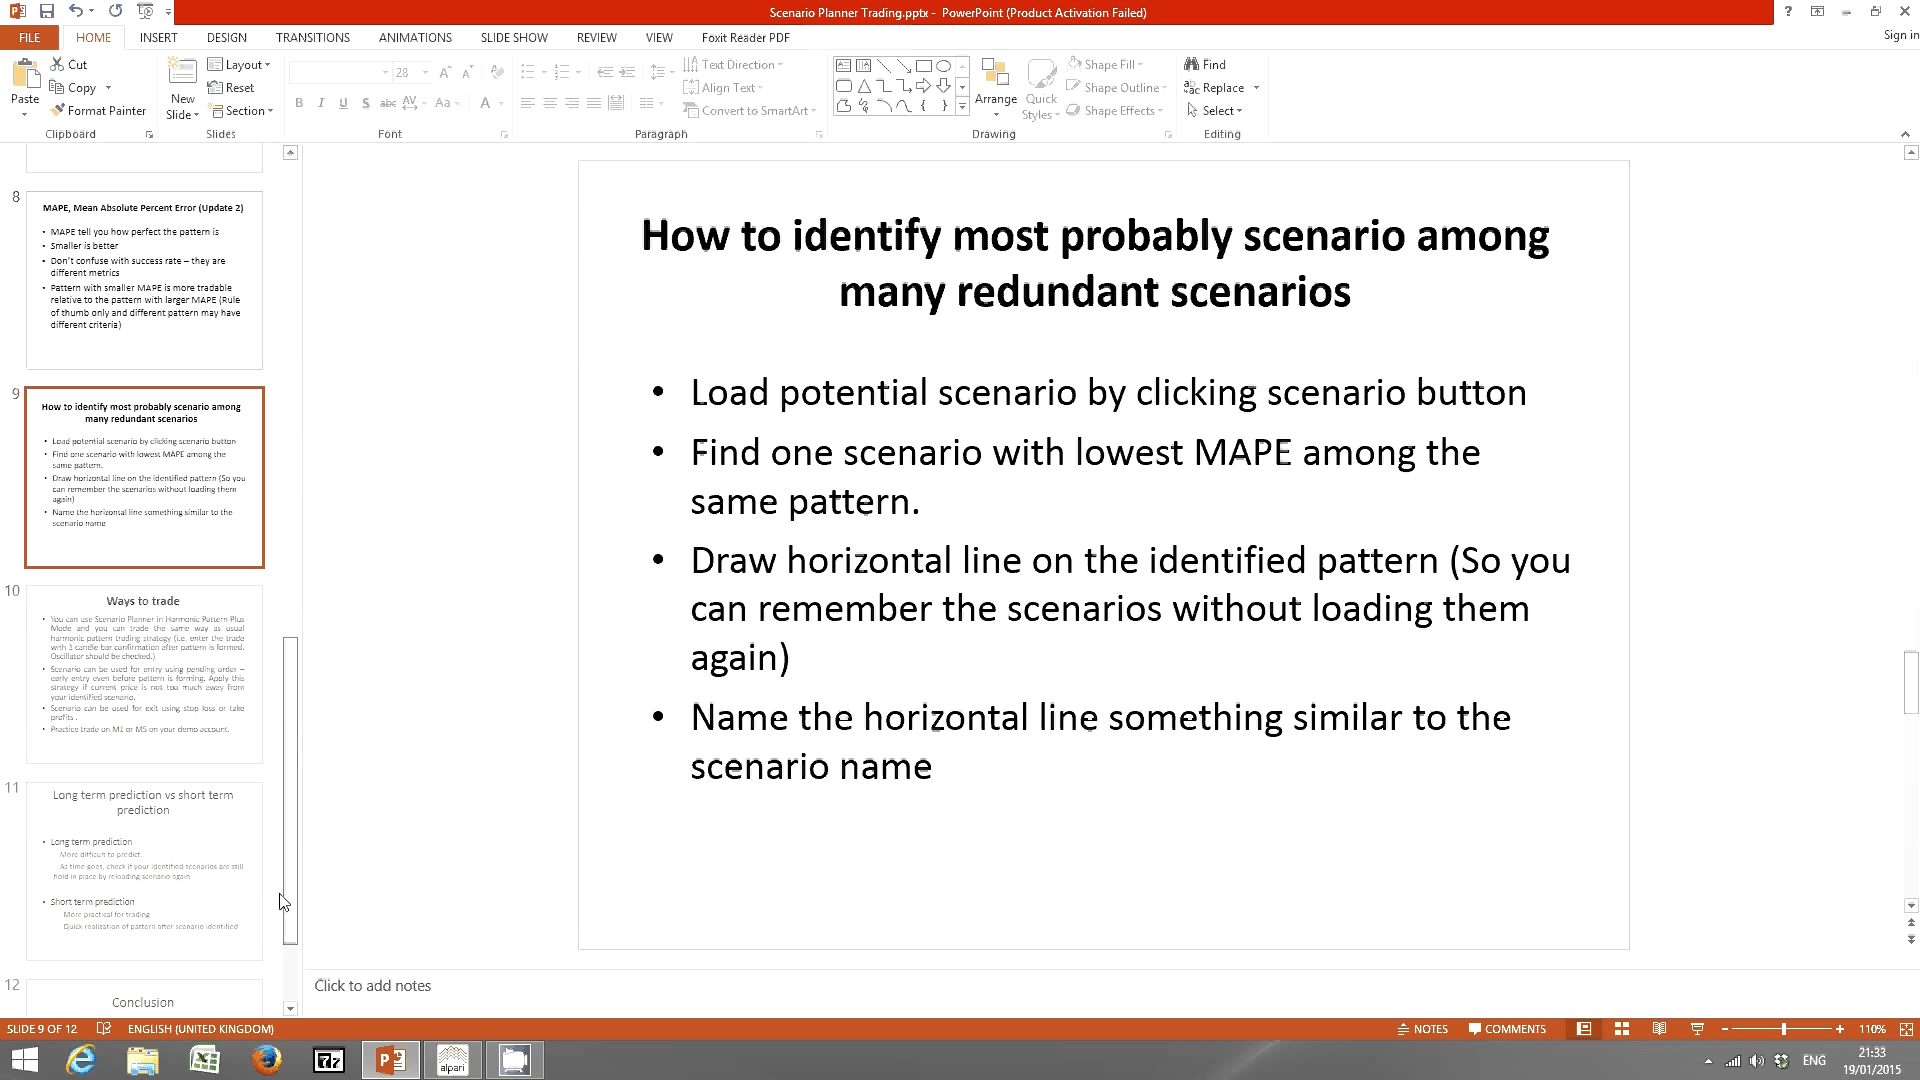 Scenario Planner Trading.pptx - PowerPoint (Product Activation Failed)
FILE HOME INSERT DESIGN TRANSITIONS ANIMATIONS SLIDE SHOW REVIEW VIEW Foxit Reader PDF
Sign in
Paste
Cut
Copy
Format Painter
Clipboard
New Slide
Layout
Reset
Section
Slides
28
Font
Text Direction
Align Text
Convert to SmartArt
Paragraph
Arrange
Quick Styles
Shape Fill
Shape Outline
Shape Effects
Drawing
Find
Replace
Select
Editing
8
MAPE, Mean Absolute Percent Error (Update 2)
• MAPE tell you how perfect the pattern is
• Smaller is better
• Don't confuse with success rate – they are
different metrics
• Pattern with smaller MAPE is more tradable
relative to the pattern with larger MAPE (Rule
of thumb only and different pattern may have
different criteria)
9
How to identify most probably scenario among
many redundant scenarios
• Load potential scenario by clicking scenario button
• Find one scenario with lowest MAPE among the
same pattern.
• Draw horizontal line on the identified pattern (So you
can remember the scenarios without loading them
again)
• Name the horizontal line something similar to the
scenario name
10
Ways to trade
• You can use Scenario Planner in Harmonic Pattern Plus
Mode and you can trade the same way as usual
harmonic pattern trading strategy (i.e. enter the trade
with candle bar confirmation after pattern is formed.
Oscillator should be checked.)
• Scenario can be used for entry using pending order –
early entry even before pattern is forming. Apply this
strategy if current price is not too much away from
your identified scenario.
• Scenario can be used for exit using stop loss or take
profits .
• Practice trade on M1 or M5 on your demo account.
11
Long term prediction vs short term
prediction
• Long term prediction
More difficult to predict.
As time goes, check if your identified scenarios are still
hold in place by reloading scenario again
• Short term prediction
More practical for trading
Quick realization of pattern after scenario identified
12
Conclusion
How to identify most probably scenario among
many redundant scenarios
• Load potential scenario by clicking scenario button
• Find one scenario with lowest MAPE among the
same pattern.
• Draw horizontal line on the identified pattern (So you
can remember the scenarios without loading them
again)
• Name the horizontal line something similar to the
scenario name
Click to add notes
SLIDE 9 OF 12 ENGLISH (UNITED KINGDOM)
NOTES COMMENTS 110%
alpari
ENG
21:33
19/01/2015